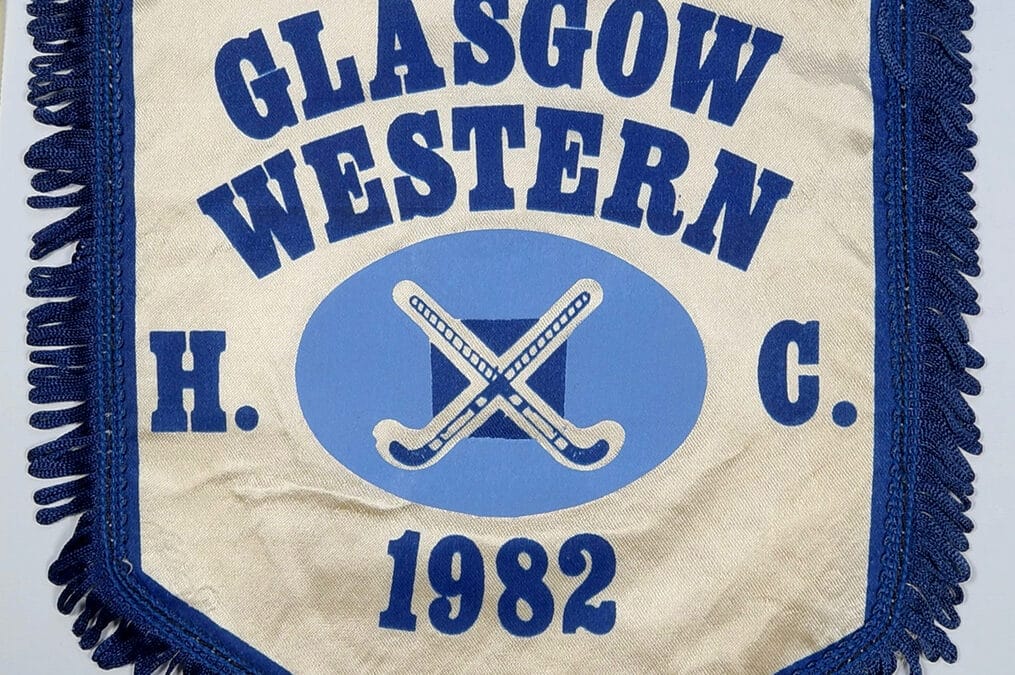 GLASGOW
WESTERN
H. C.
1982